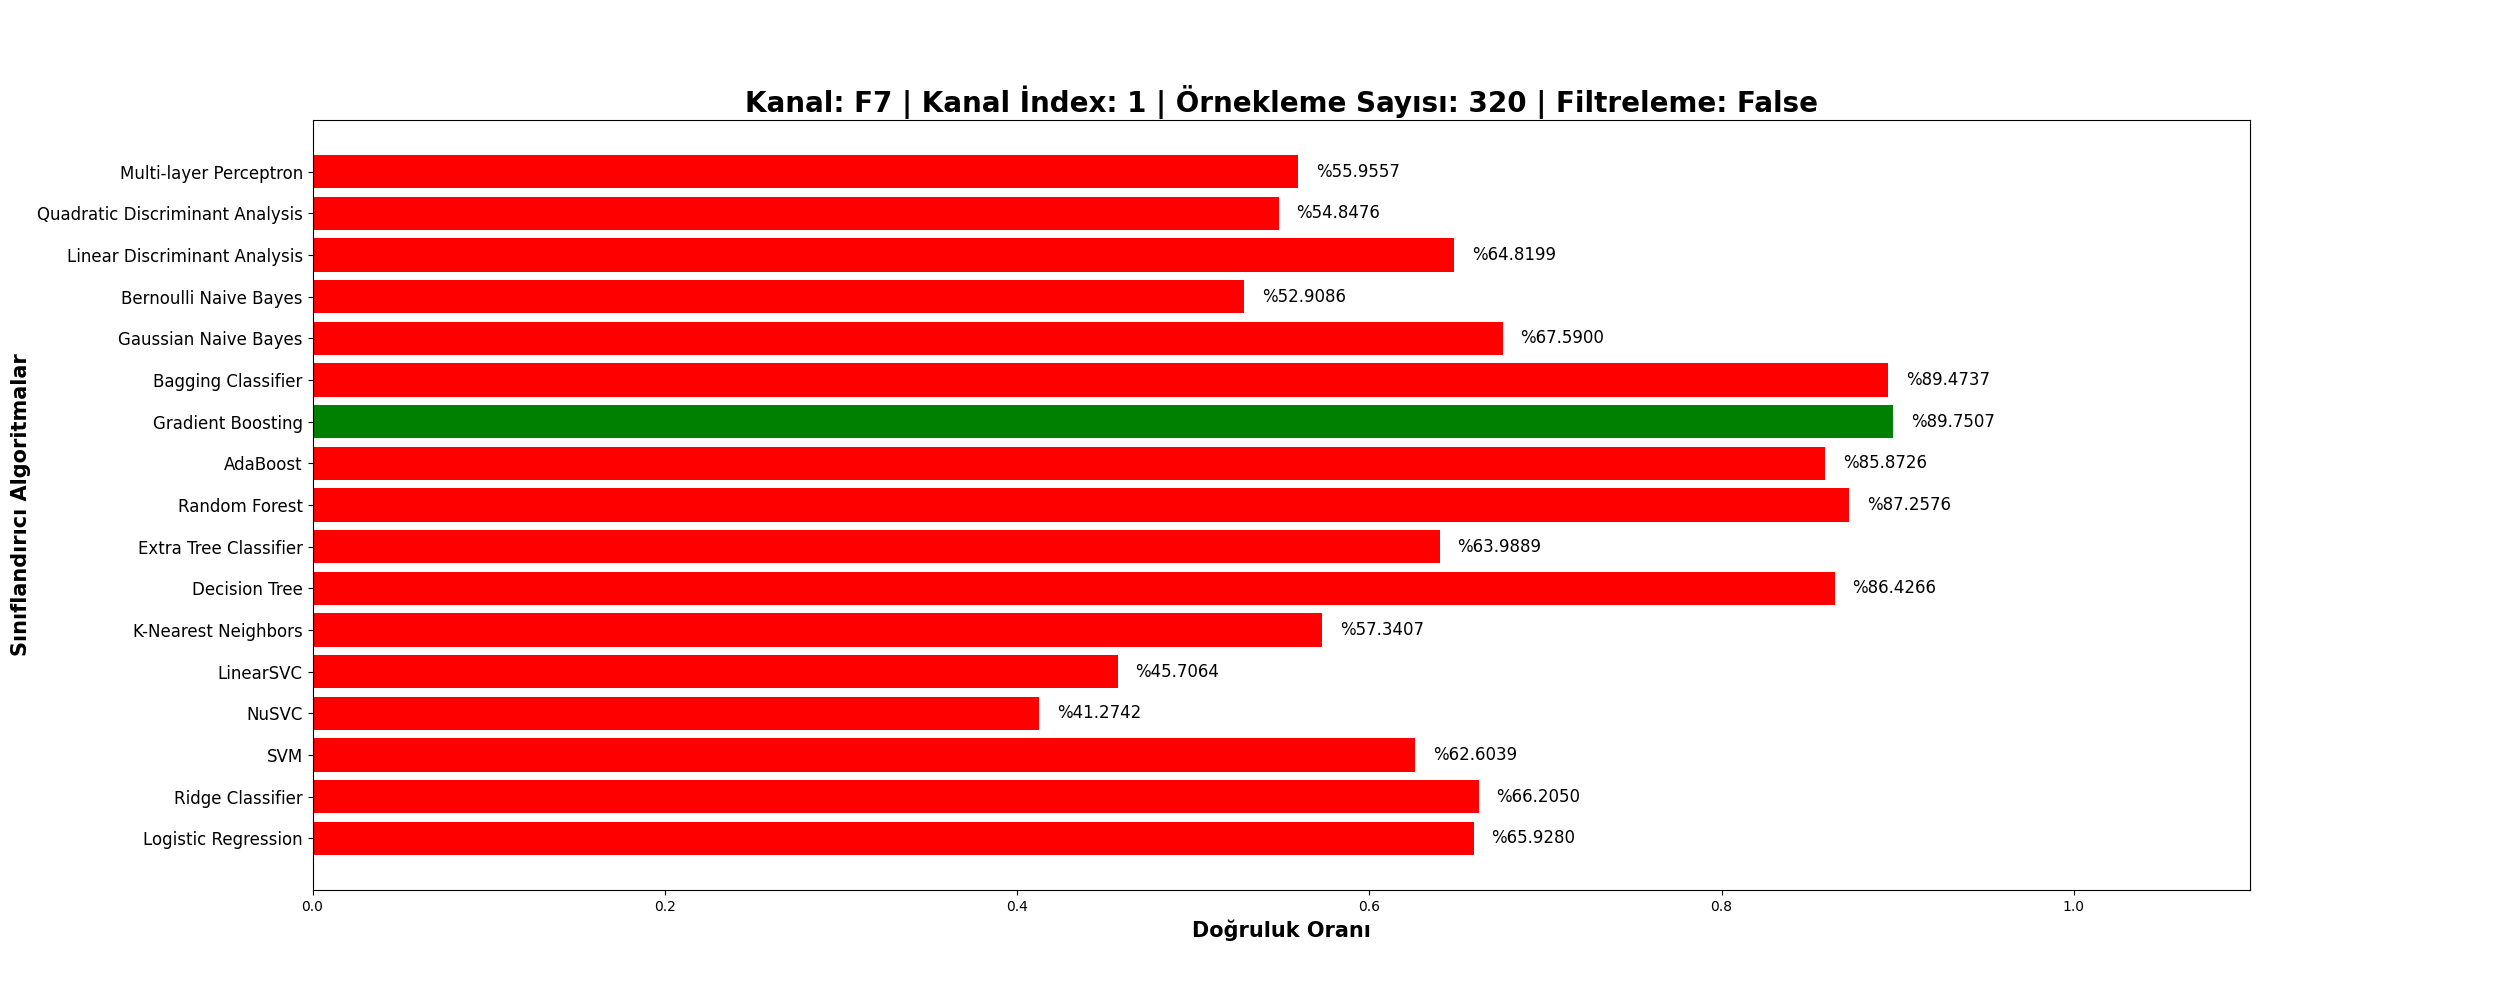 Kanal: F7 | Kanal İndex: 1 | Örnekleme Sayısı: 320 | Filtreleme: False
Sınıflandırıcı Algoritmalar
Multi-layer Perceptron %55.9557
Quadratic Discriminant Analysis %54.8476
Linear Discriminant Analysis %64.8199
Bernoulli Naive Bayes %52.9086
Gaussian Naive Bayes %67.5900
Bagging Classifier %89.4737
Gradient Boosting %89.7507
AdaBoost %85.8726
Random Forest %87.2576
Extra Tree Classifier %63.9889
Decision Tree %86.4266
K-Nearest Neighbors %57.3407
LinearSVC %45.7064
NuSVC %41.2742
SVM %62.6039
Ridge Classifier %66.2050
Logistic Regression %65.9280
0.0 0.2 0.4 0.6 0.8 1.0
Doğruluk Oranı